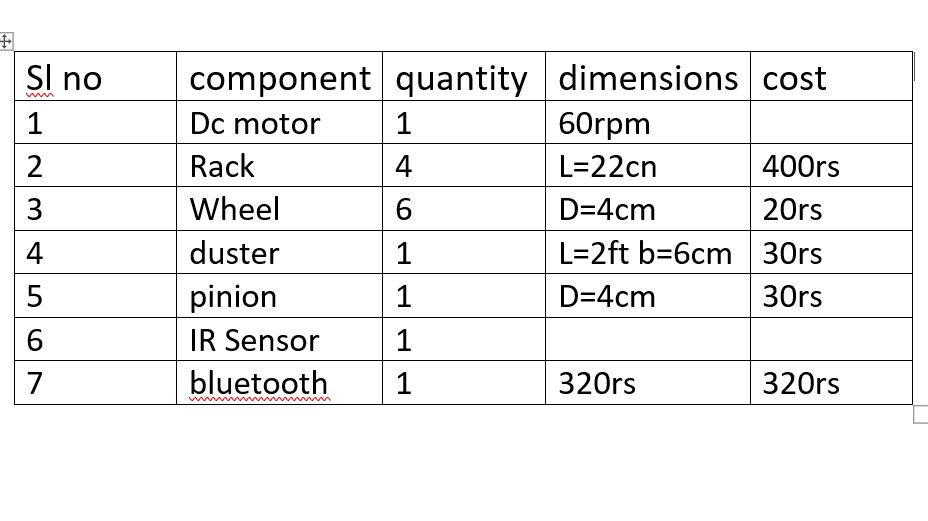 Sl no component quantity dimensions cost
1 Dc motor 1 60rpm
2 Rack 4 L=22cn 400rs
3 Wheel 6 D=4cm 20rs
4 duster 1 L=2ft b=6cm 30rs
5 pinion 1 D=4cm 30rs
6 IR Sensor 1
7 bluetooth 1 320rs 320rs